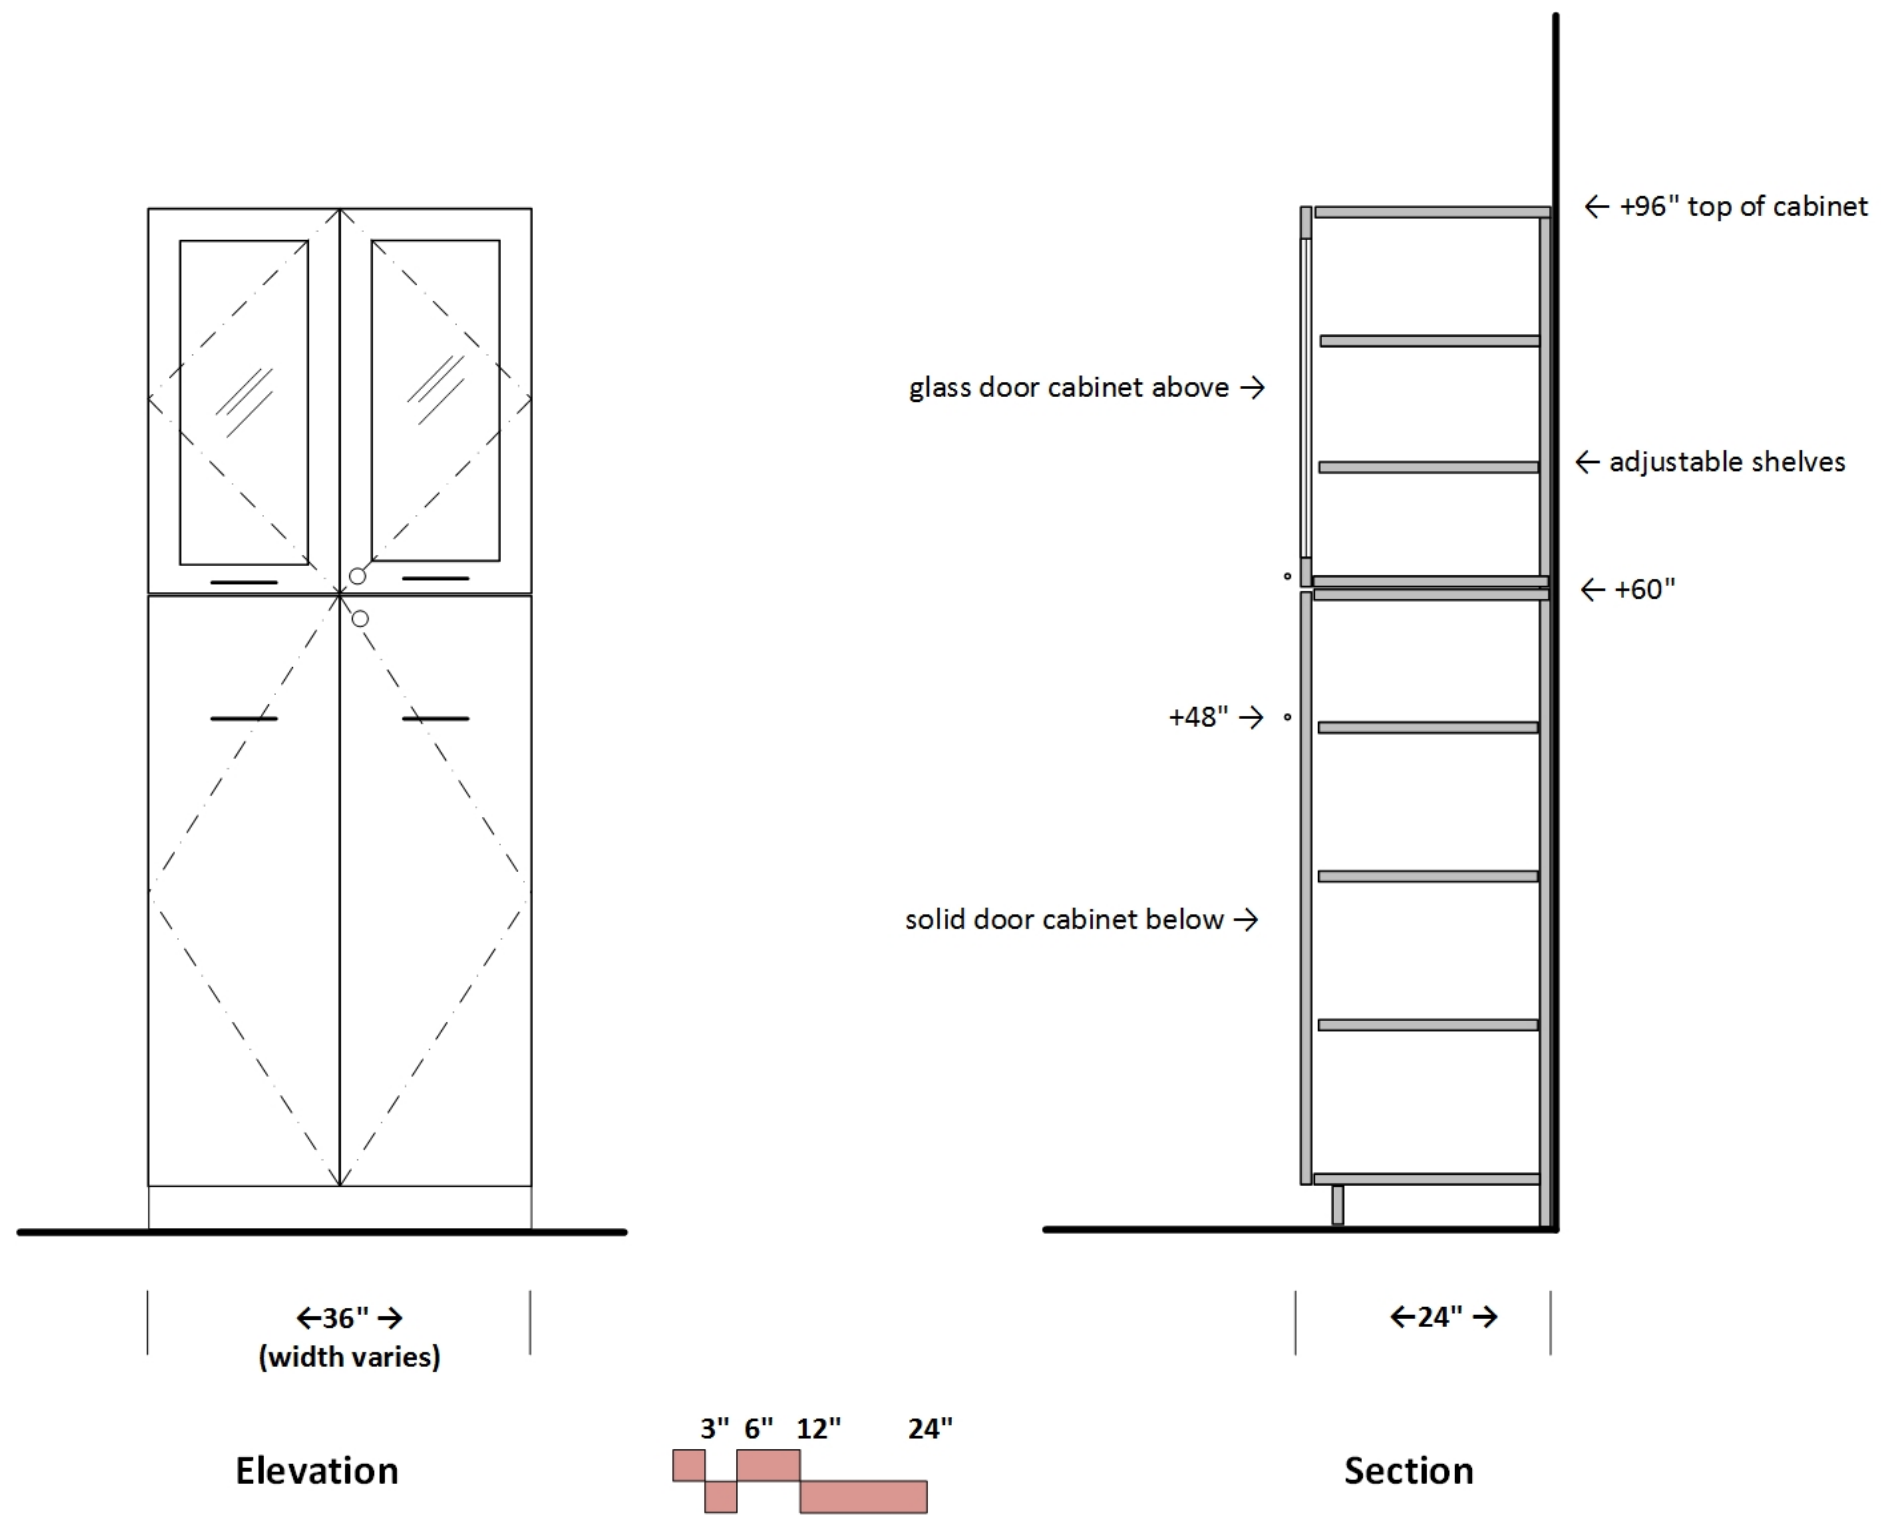 ← +96" top of cabinet
glass door cabinet above →
← adjustable shelves
← +60"
+48" →
solid door cabinet below →
←36" →
(width varies)
←24" →
3" 6" 12" 24"
Elevation
Section